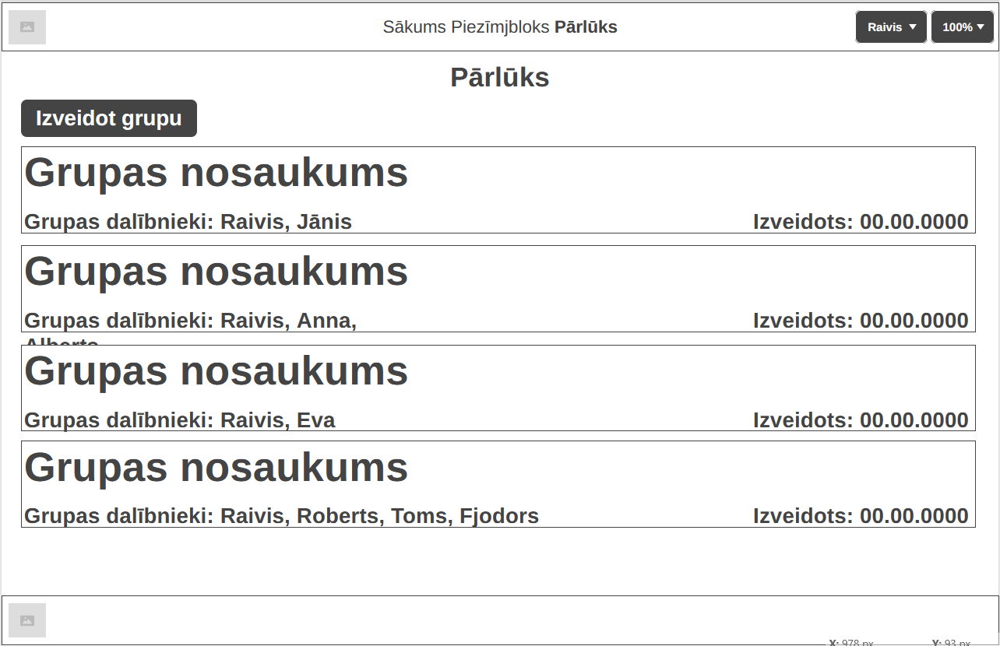 Sākums Piezīmjbloks Pārlūks
Raivis
100%
Pārlūks
Izveidot grupu
Grupas nosaukums
Grupas dalībnieki: Raivis, Jānis
Izveidots: 00.00.0000
Grupas nosaukums
Grupas dalībnieki: Raivis, Anna,
Alberts
Izveidots: 00.00.0000
Grupas nosaukums
Grupas dalībnieki: Raivis, Eva
Izveidots: 00.00.0000
Grupas nosaukums
Grupas dalībnieki: Raivis, Roberts, Toms, Fjodors
Izveidots: 00.00.0000
X: 978 px
Y: 93 px